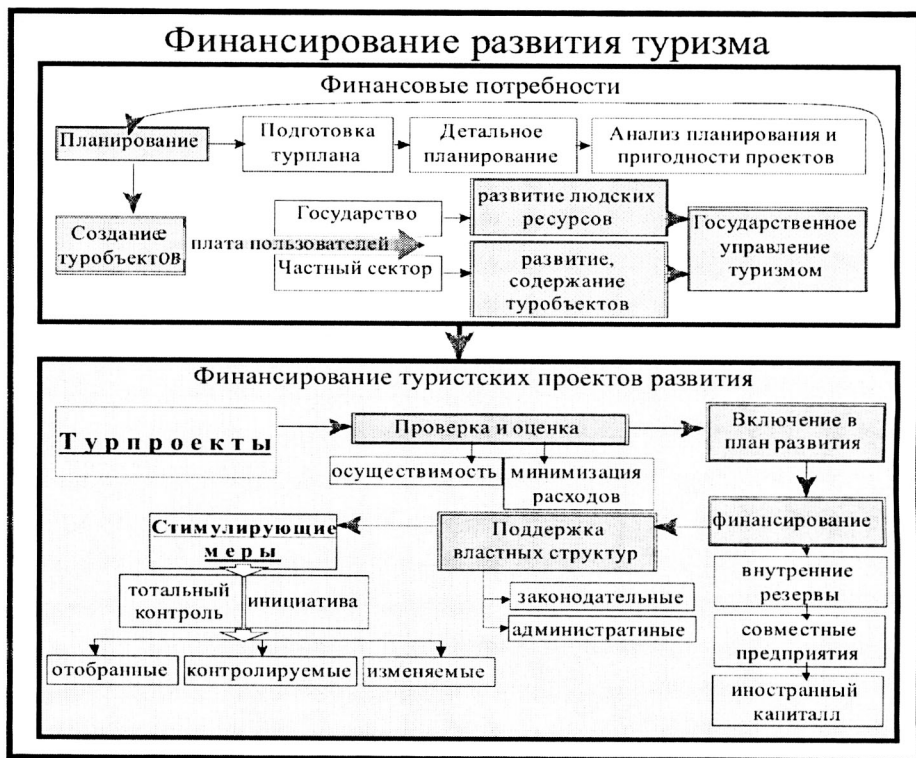 Финансирование развития туризма
Финансовые потребности
Планирование
Подготовка
турплана
Детальное
планирование
Анализ планирования и
пригодности проектов
Создание
туробъектов
Государство
плата пользователей
Частный сектор
развитие людских
ресурсов
развитие,
содержание
туробъектов
Государственное
управление
туризмом
Финансирование туристских проектов развития
Турпроекты
Проверка и оценка
Включение в
план развития
осуществимость
минимизация
расходов
Стимулирующие
меры
Поддержка
властных структур
финансирование
тотальный
контроль
инициатива
законодательные
административные
внутренние
резервы
совместные
предприятия
иностранный
капиталл
отобранные
контролируемые
изменяемые